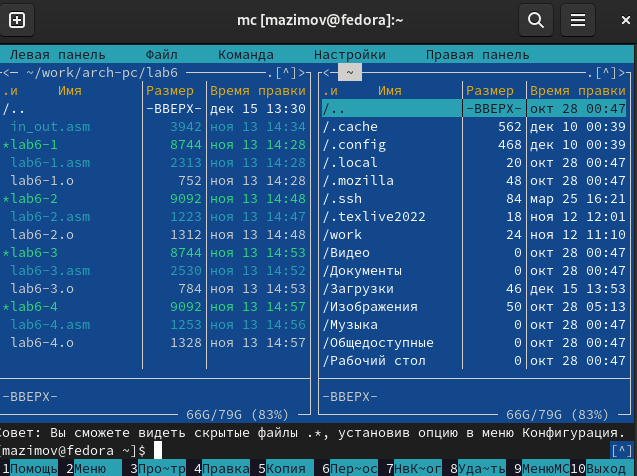 mc [mazimov@fedora]:~
Левая панель Файл Команда Настройки Правая панель
<— ~/work/arch-pc/lab6 .[^]> <— ~ .[^]>
.и Имя Размер Время правки .и Имя Размер Время правки
/.. -ВВЕРХ- дек 15 13:30 /.. -ВВЕРХ- окт 28 00:47
in_out.asm 3942 ноя 13 14:34 /.cache 562 дек 10 00:39
*lab6-1 8744 ноя 13 14:28 /.config 468 дек 10 00:39
lab6-1.asm 2313 ноя 13 14:28 /.local 20 окт 28 00:47
lab6-1.o 752 ноя 13 14:28 /.mozilla 48 окт 28 00:47
*lab6-2 9092 ноя 13 14:48 /.ssh 84 мар 25 16:21
lab6-2.asm 1223 ноя 13 14:47 /.texlive2022 18 ноя 12 12:01
lab6-2.o 1312 ноя 13 14:48 /work 24 ноя 12 11:10
*lab6-3 8744 ноя 13 14:53 /Видео 0 окт 28 00:47
lab6-3.asm 2530 ноя 13 14:52 /Документы 0 окт 28 00:47
lab6-3.o 784 ноя 13 14:53 /Загрузки 46 дек 15 13:53
*lab6-4 9092 ноя 13 14:57 /Изображения 50 окт 28 05:13
lab6-4.asm 1253 ноя 13 14:56 /Музыка 0 окт 28 00:47
lab6-4.o 1328 ноя 13 14:57 /Общедоступные 0 окт 28 00:47
/Рабочий стол 0 окт 28 00:47
-ВВЕРХ- -ВВЕРХ-
66G/79G (83%) 66G/79G (83%)
Совет: Вы сможете видеть скрытые файлы .*, установив опцию в меню Конфигурация.
[mazimov@fedora ~]$ [^]
1Помощь 2Меню 3Про~тр 4Правка 5Копия 6Пер~ос 7НвК~ог 8Уда~ть 9МенюMC 10Выход